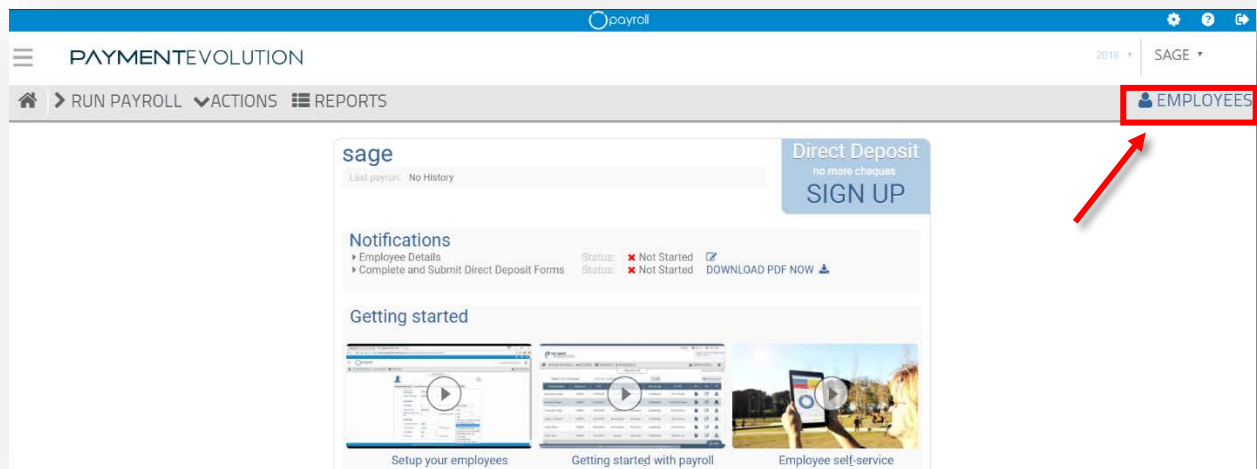 payroll
PAYMENTEVOLUTION
2018
SAGE
RUN PAYROLL ACTIONS REPORTS
EMPLOYEES
sage
Last payrun: No History
Direct Deposit
no more cheques
SIGN UP
Notifications
Employee Details Status: Not Started
Complete and Submit Direct Deposit Forms Status: Not Started DOWNLOAD PDF NOW
Getting started
Setup your employees
Getting started with payroll
Employee self-service